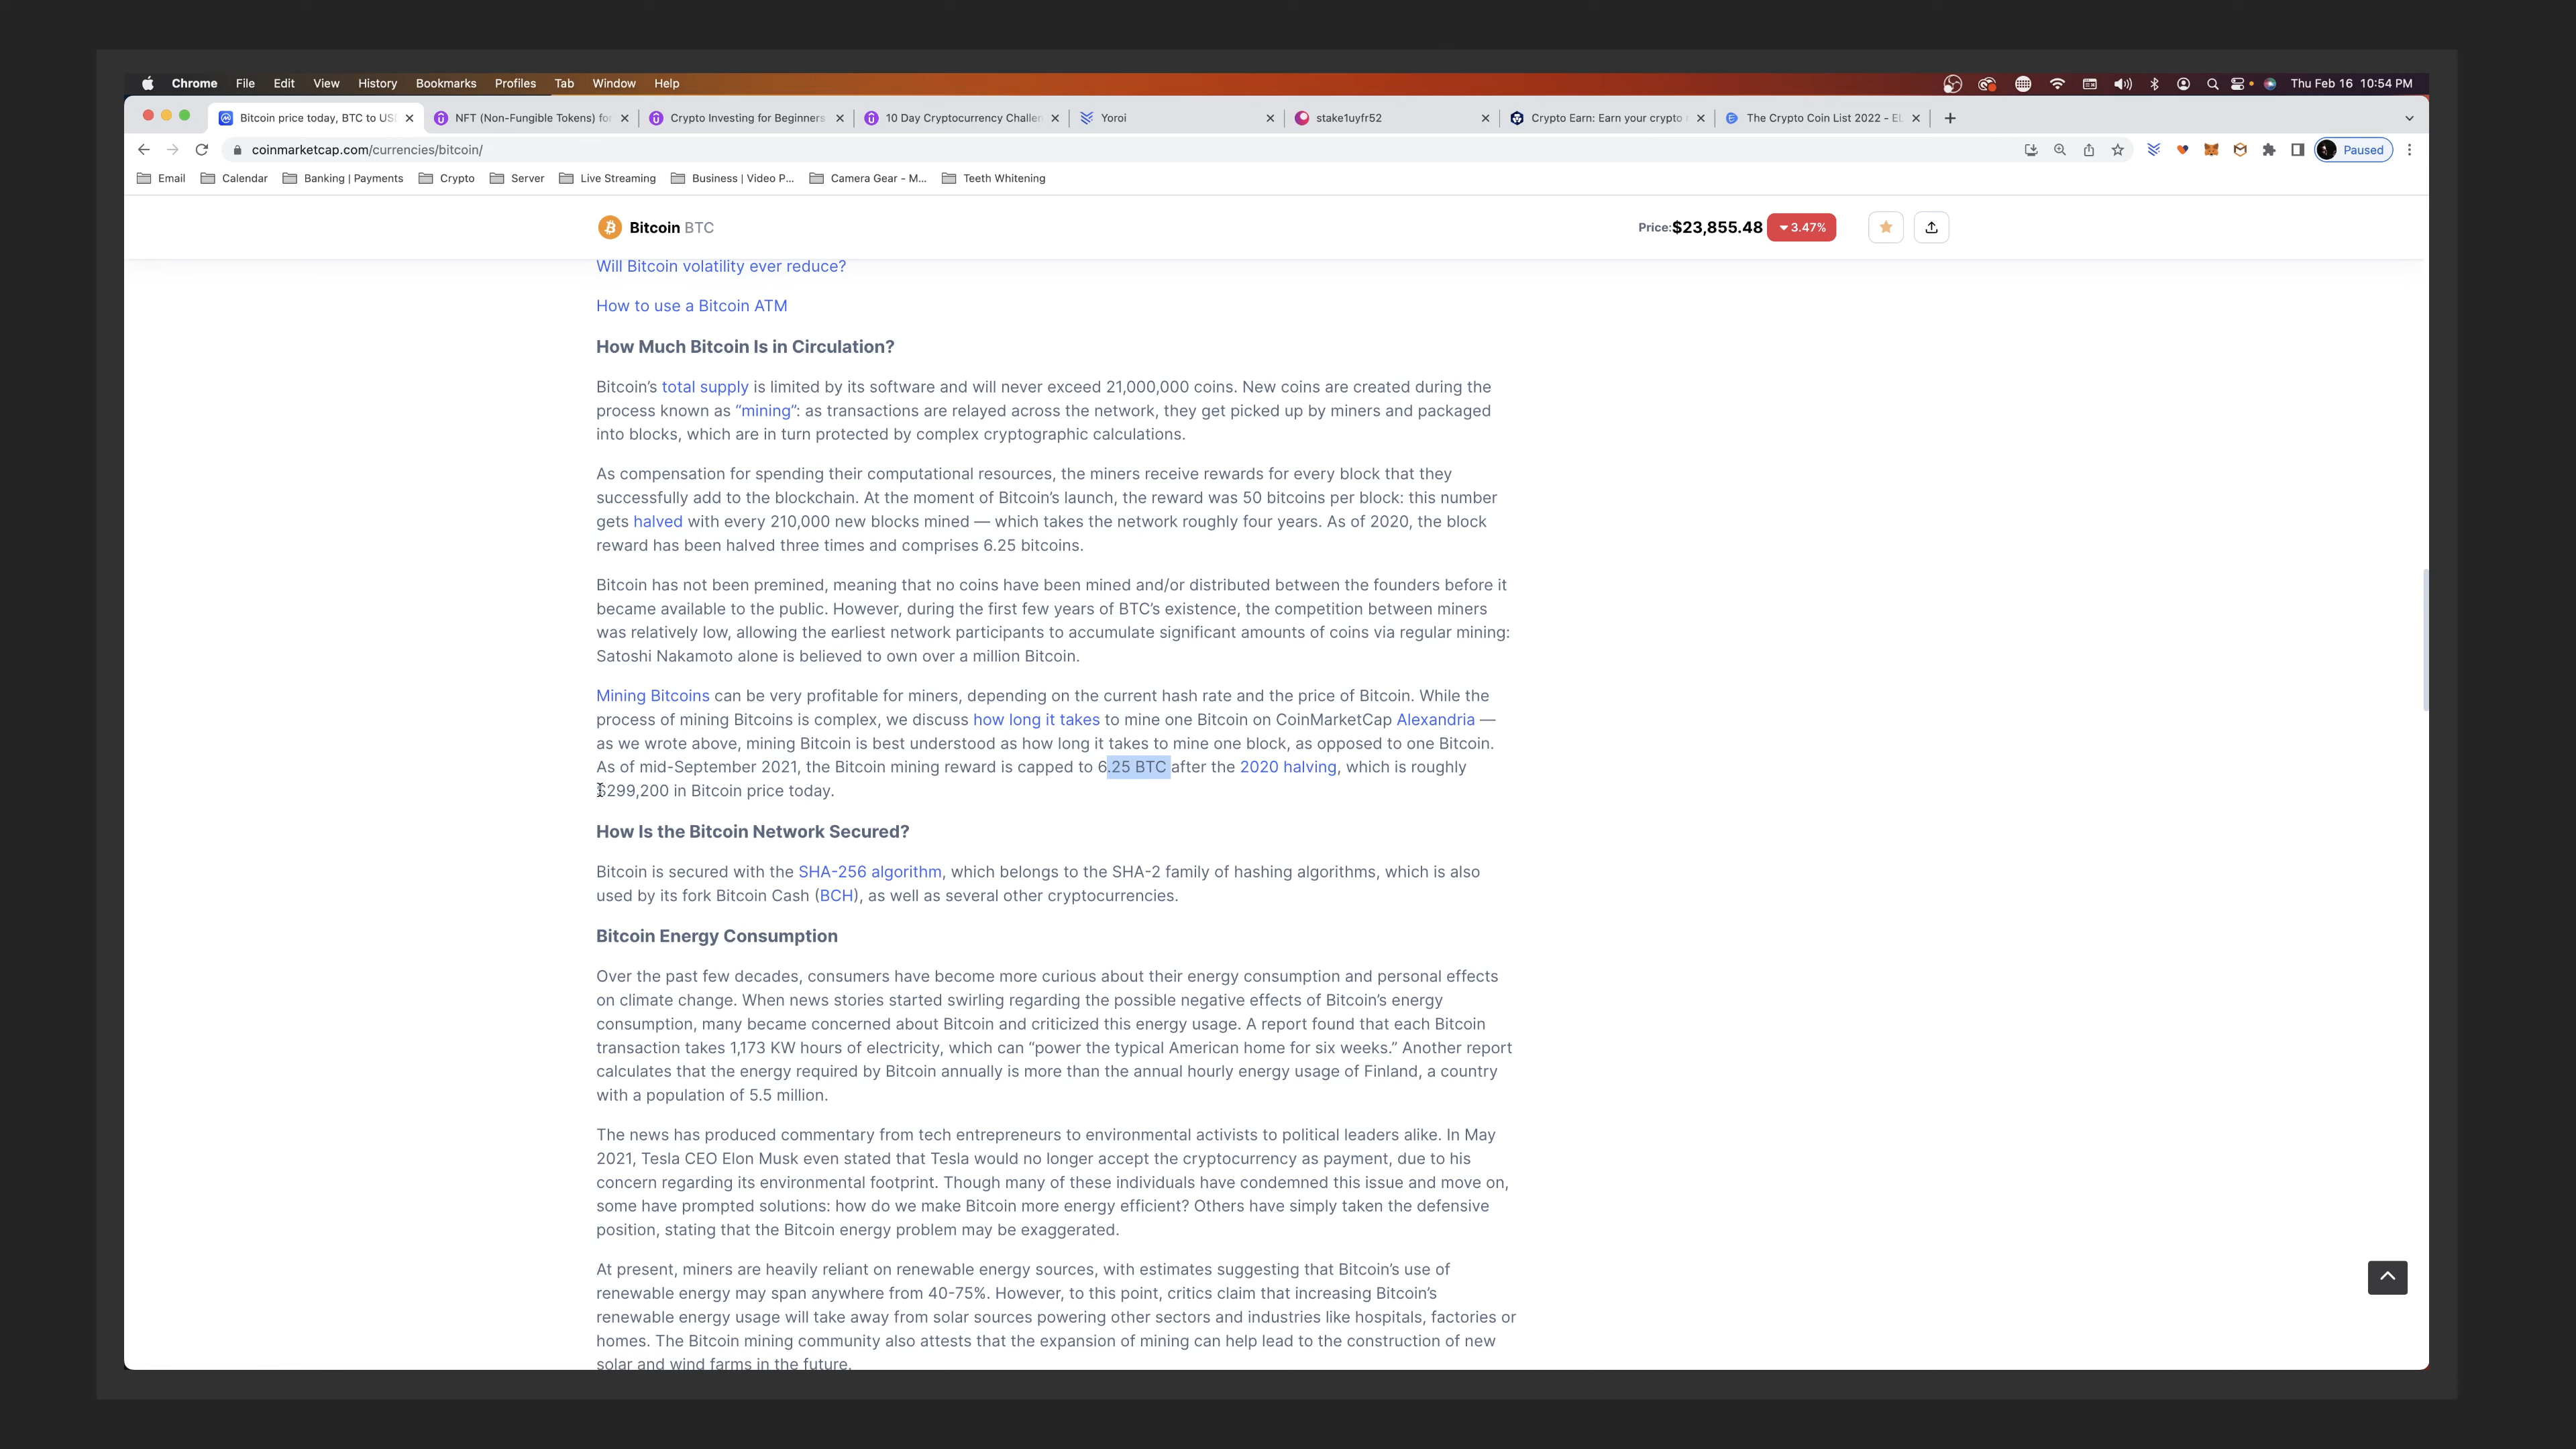 Chrome File Edit View History Bookmarks Profiles Tab Window Help Thu Feb 16 10:54 PM
Bitcoin price today, BTC to US NFT (Non-Fungible Tokens) for Crypto Investing for Beginners 10 Day Cryptocurrency Challen Yoroi stake1uyfr52 Crypto Earn: Earn your crypto The Crypto Coin List 2022 - EL
coinmarketcap.com/currencies/bitcoin/ Paused
Email Calendar Banking | Payments Crypto Server Live Streaming Business | Video P... Camera Gear - M... Teeth Whitening
Bitcoin BTC Price:$23,855.48 3.47%
Will Bitcoin volatility ever reduce?
How to use a Bitcoin ATM
How Much Bitcoin Is in Circulation?
Bitcoin’s total supply is limited by its software and will never exceed 21,000,000 coins. New coins are created during the
process known as “mining”: as transactions are relayed across the network, they get picked up by miners and packaged
into blocks, which are in turn protected by complex cryptographic calculations.
As compensation for spending their computational resources, the miners receive rewards for every block that they
successfully add to the blockchain. At the moment of Bitcoin’s launch, the reward was 50 bitcoins per block: this number
gets halved with every 210,000 new blocks mined — which takes the network roughly four years. As of 2020, the block
reward has been halved three times and comprises 6.25 bitcoins.
Bitcoin has not been premined, meaning that no coins have been mined and/or distributed between the founders before it
became available to the public. However, during the first few years of BTC’s existence, the competition between miners
was relatively low, allowing the earliest network participants to accumulate significant amounts of coins via regular mining:
Satoshi Nakamoto alone is believed to own over a million Bitcoin.
Mining Bitcoins can be very profitable for miners, depending on the current hash rate and the price of Bitcoin. While the
process of mining Bitcoins is complex, we discuss how long it takes to mine one Bitcoin on CoinMarketCap Alexandria —
as we wrote above, mining Bitcoin is best understood as how long it takes to mine one block, as opposed to one Bitcoin.
As of mid-September 2021, the Bitcoin mining reward is capped to 6.25 BTC after the 2020 halving, which is roughly
$299,200 in Bitcoin price today.
How Is the Bitcoin Network Secured?
Bitcoin is secured with the SHA-256 algorithm, which belongs to the SHA-2 family of hashing algorithms, which is also
used by its fork Bitcoin Cash (BCH), as well as several other cryptocurrencies.
Bitcoin Energy Consumption
Over the past few decades, consumers have become more curious about their energy consumption and personal effects
on climate change. When news stories started swirling regarding the possible negative effects of Bitcoin’s energy
consumption, many became concerned about Bitcoin and criticized this energy usage. A report found that each Bitcoin
transaction takes 1,173 KW hours of electricity, which can “power the typical American home for six weeks.” Another report
calculates that the energy required by Bitcoin annually is more than the annual hourly energy usage of Finland, a country
with a population of 5.5 million.
The news has produced commentary from tech entrepreneurs to environmental activists to political leaders alike. In May
2021, Tesla CEO Elon Musk even stated that Tesla would no longer accept the cryptocurrency as payment, due to his
concern regarding its environmental footprint. Though many of these individuals have condemned this issue and move on,
some have prompted solutions: how do we make Bitcoin more energy efficient? Others have simply taken the defensive
position, stating that the Bitcoin energy problem may be exaggerated.
At present, miners are heavily reliant on renewable energy sources, with estimates suggesting that Bitcoin’s use of
renewable energy may span anywhere from 40-75%. However, to this point, critics claim that increasing Bitcoin’s
renewable energy usage will take away from solar sources powering other sectors and industries like hospitals, factories or
homes. The Bitcoin mining community also attests that the expansion of mining can help lead to the construction of new
solar and wind farms in the future.